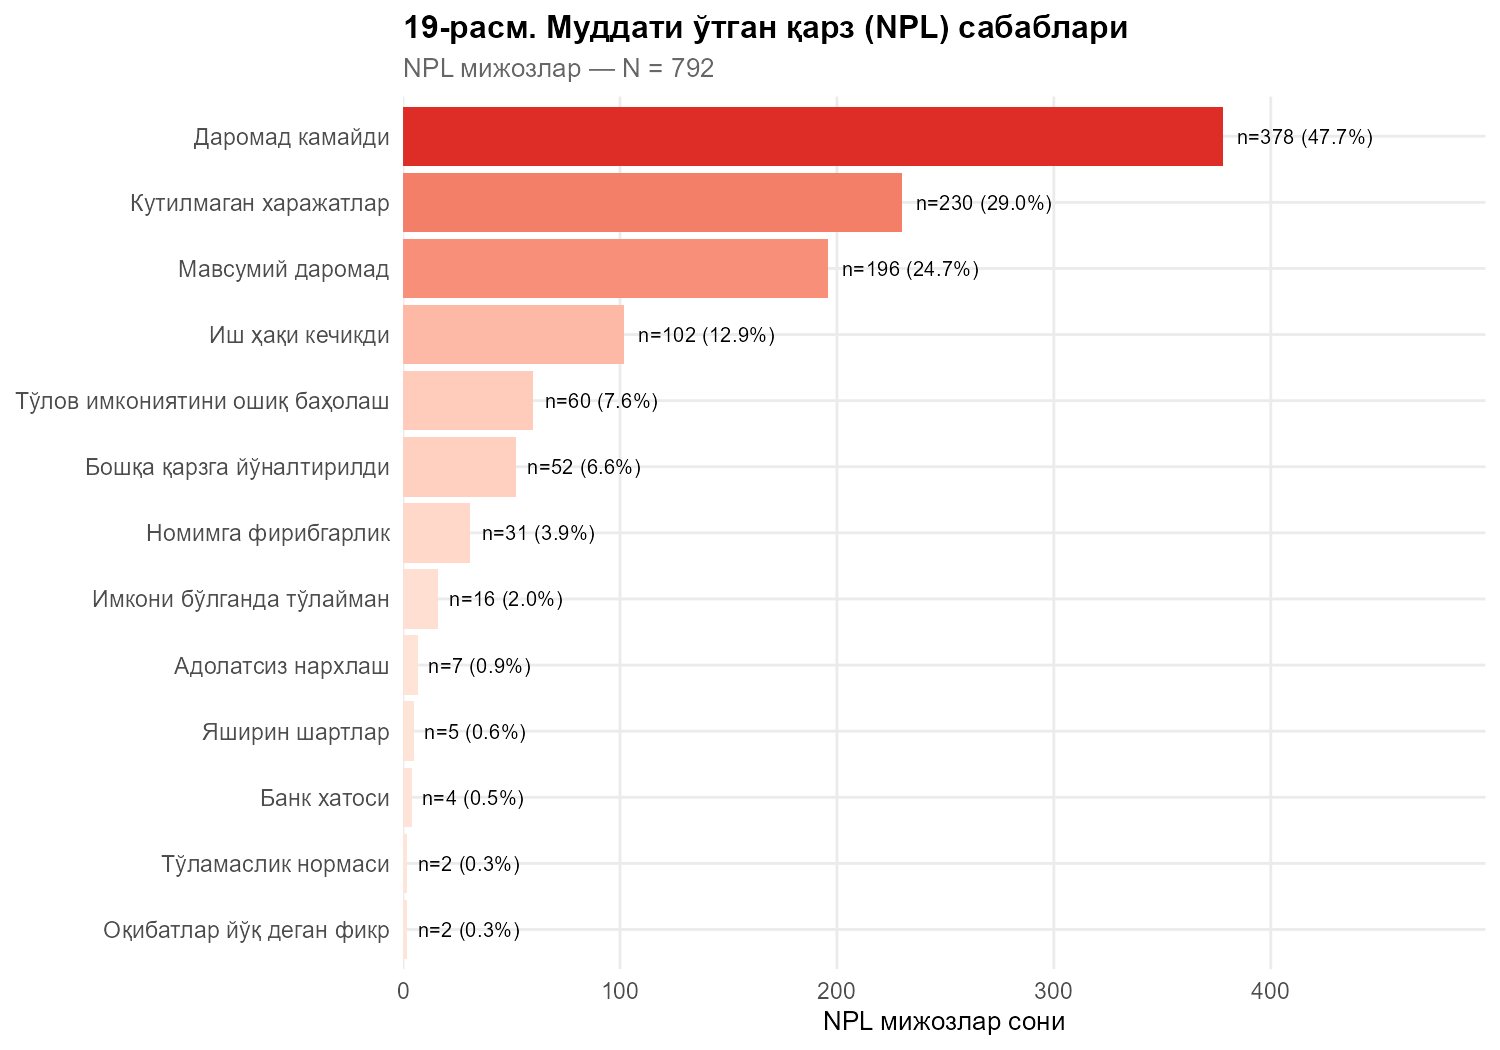 19-расм. Муддати ўтган қарз (NPL) сабаблари
NPL мижозлар — N = 792
Даромад камайди n=378 (47.7%)
Кутилмаган харажатлар n=230 (29.0%)
Мавсумий даромад n=196 (24.7%)
Иш ҳақи кечикди n=102 (12.9%)
Тўлов имкониятини ошиқ баҳолаш n=60 (7.6%)
Бошқа қарзга йўналтирилди n=52 (6.6%)
Номимга фирибгарлик n=31 (3.9%)
Имкони бўлганда тўлайман n=16 (2.0%)
Адолатсиз нархлаш n=7 (0.9%)
Яширин шартлар n=5 (0.6%)
Банк хатоси n=4 (0.5%)
Тўламаслик нормаси n=2 (0.3%)
Оқибатлар йўқ деган фикр n=2 (0.3%)
0 100 200 300 400
NPL мижозлар сони